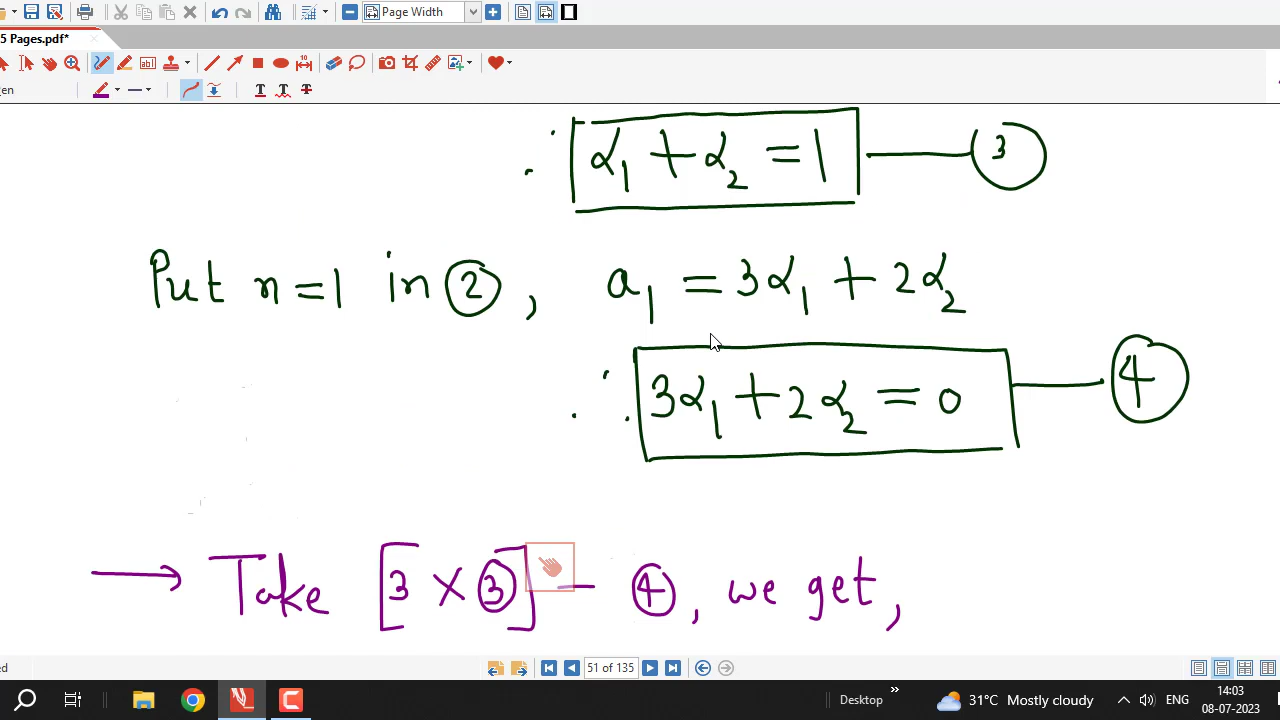 Page Width
5 Pages.pdf*
en
∴ α₁ + α₂ = 1 — 3
Put n=1 in 2, a₁ = 3α₁ + 2α₂
∴ 3α₁ + 2α₂ = 0 — 4
→ Take [3 × 3] − 4, we get,
ed
51 of 135
Desktop
»
31°C Mostly cloudy
ENG
14:03
08-07-2023